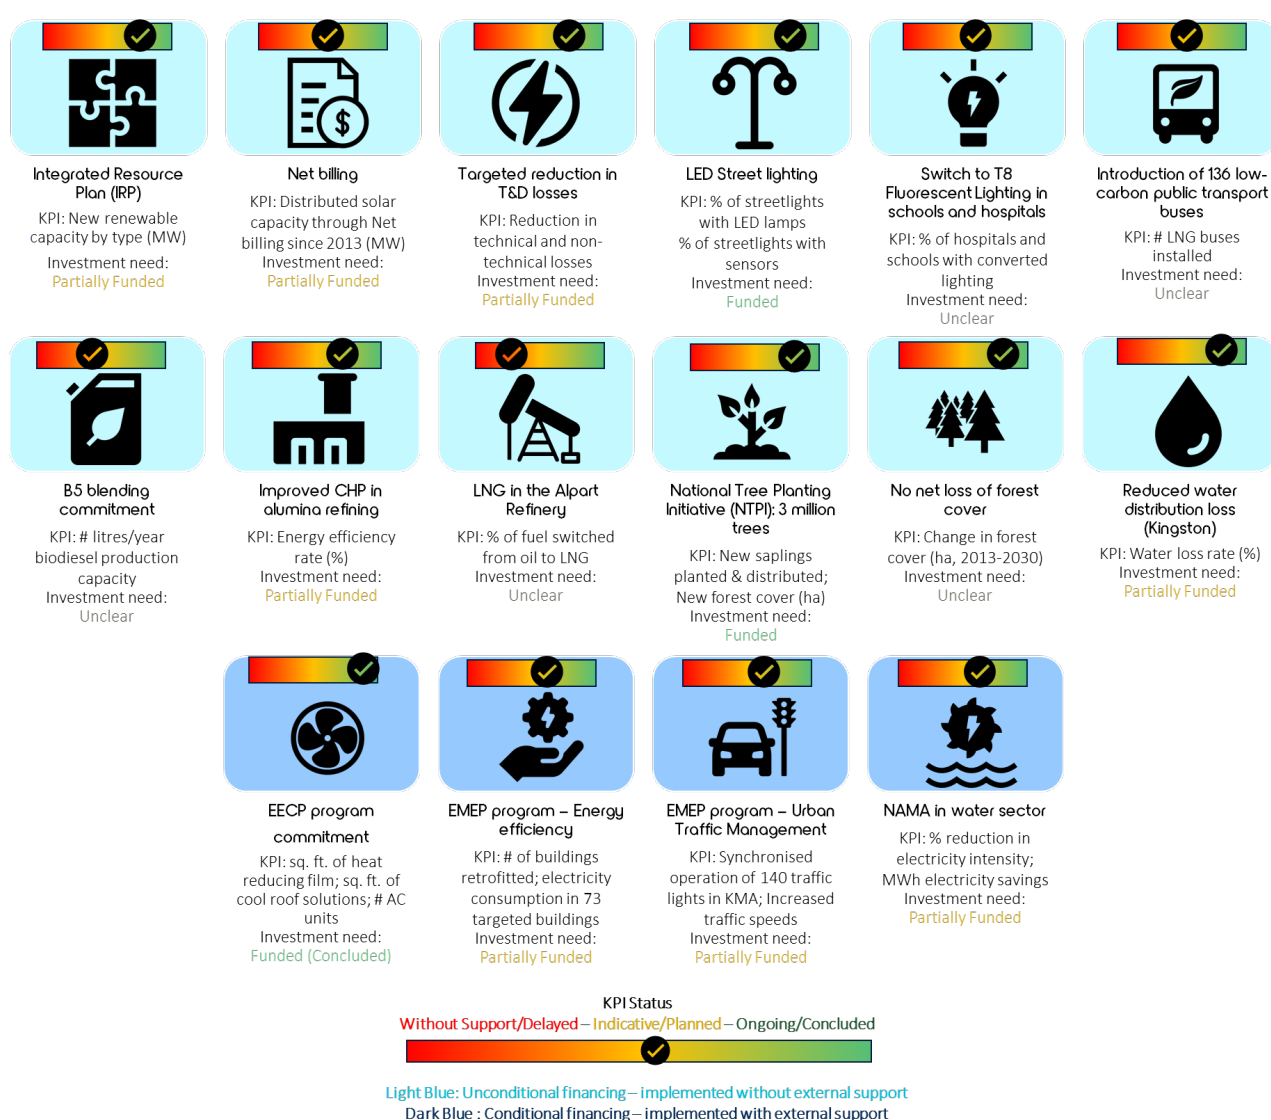 Integrated Resource
Plan (IRP)
KPI: New renewable
capacity by type (MW)
Investment need:
Partially Funded
Net billing
KPI: Distributed solar
capacity through Net
billing since 2013 (MW)
Investment need:
Partially Funded
Targeted reduction in
T&D losses
KPI: Reduction in
technical and non-
technical losses
Investment need:
Partially Funded
LED Street lighting
KPI: % of streetlights
with LED lamps
% of streetlights with
sensors
Investment need:
Funded
Switch to T8
Fluorescent Lighting in
schools and hospitals
KPI: % of hospitals and
schools with converted
lighting
Investment need:
Unclear
Introduction of 136 low-
carbon public transport
buses
KPI: # LNG buses
installed
Investment need:
Unclear
B5 blending
commitment
KPI: # litres/year
biodiesel production
capacity
Investment need:
Unclear
Improved CHP in
alumina refining
KPI: Energy efficiency
rate (%)
Investment need:
Partially Funded
LNG in the Alpart
Refinery
KPI: % of fuel switched
from oil to LNG
Investment need:
Unclear
National Tree Planting
Initiative (NTPI): 3 million
trees
KPI: New saplings
planted & distributed;
New forest cover (ha)
Investment need:
Funded
No net loss of forest
cover
KPI: Change in forest
cover (ha, 2013-2030)
Investment need:
Unclear
Reduced water
distribution loss
(Kingston)
KPI: Water loss rate (%)
Investment need:
Partially Funded
EECP program
commitment
KPI: sq. ft. of heat
reducing film; sq. ft. of
cool roof solutions; # AC
units
Investment need:
Funded (Concluded)
EMEP program – Energy
efficiency
KPI: # of buildings
retrofitted; electricity
consumption in 73
targeted buildings
Investment need:
Partially Funded
EMEP program – Urban
Traffic Management
KPI: Synchronised
operation of 140 traffic
lights in KMA; Increased
traffic speeds
Investment need:
Partially Funded
NAMA in water sector
KPI: % reduction in
electricity intensity;
MWh electricity savings
Investment need:
Partially Funded
KPI Status
Without Support/Delayed – Indicative/Planned – Ongoing/Concluded
Light Blue: Unconditional financing – implemented without external support
Dark Blue : Conditional financing – implemented with external support